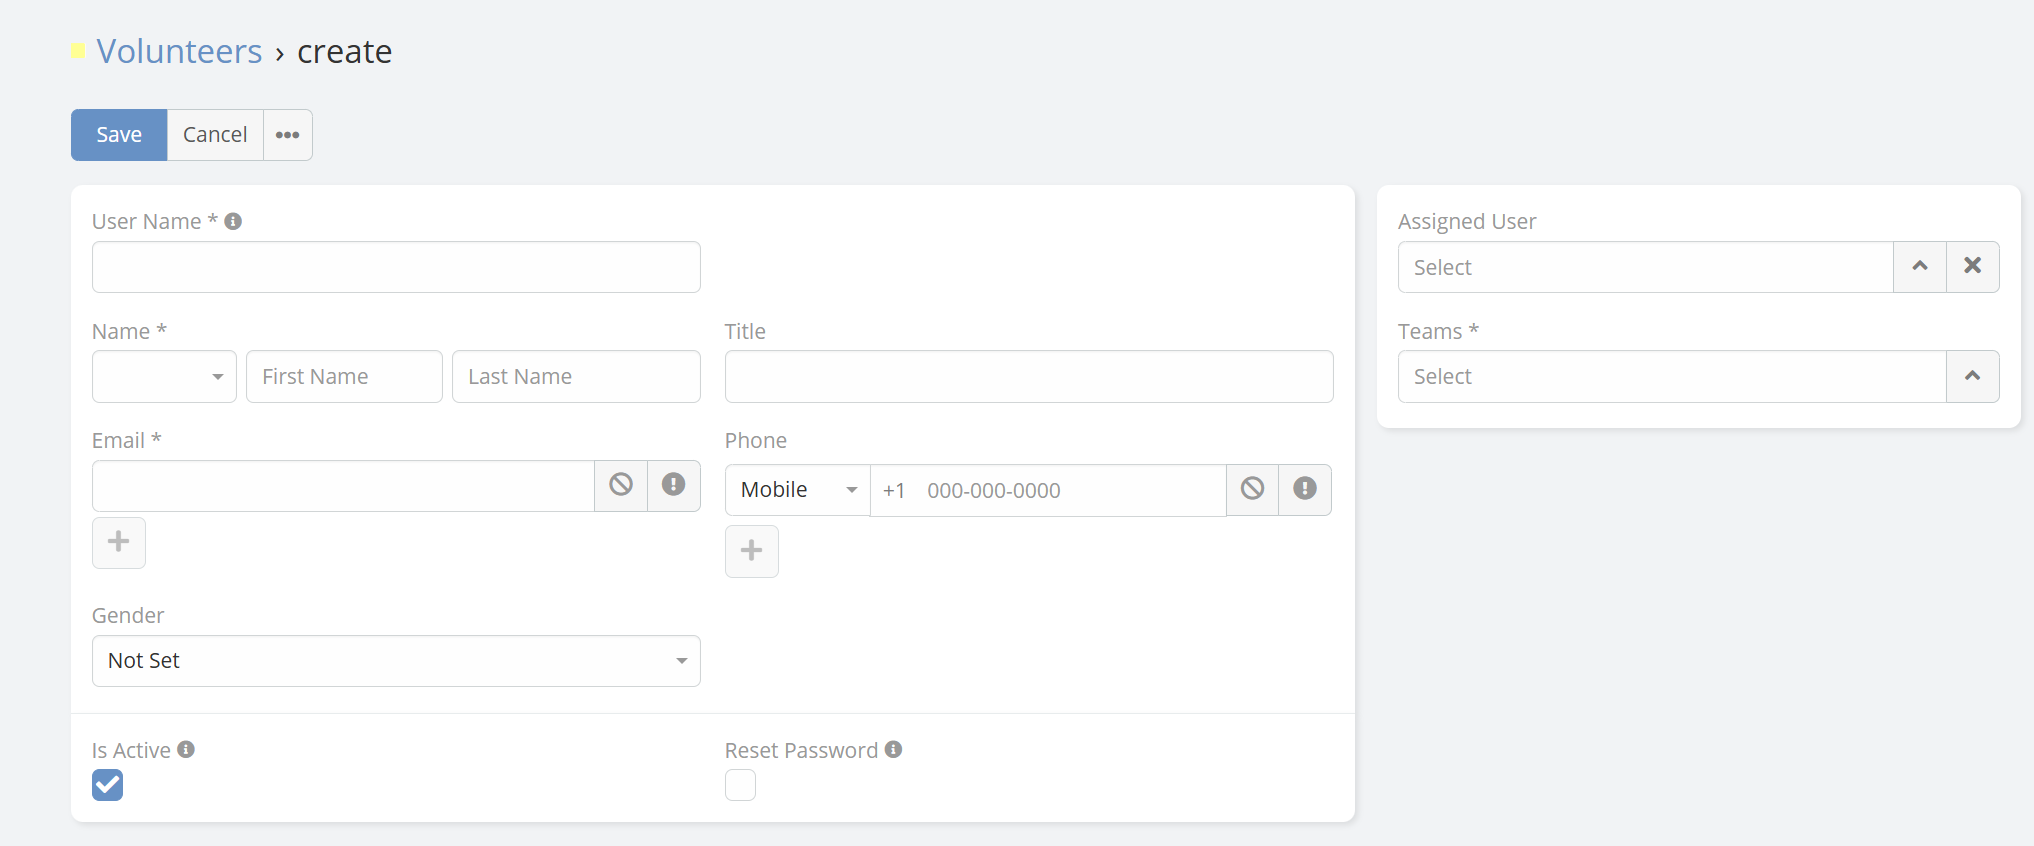 Volunteers › create
Save Cancel •••
User Name *
Name *
First Name
Last Name
Title
Email *
Phone
Mobile
+1 000-000-0000
Gender
Not Set
Is Active
Reset Password
Assigned User
Select
Teams *
Select